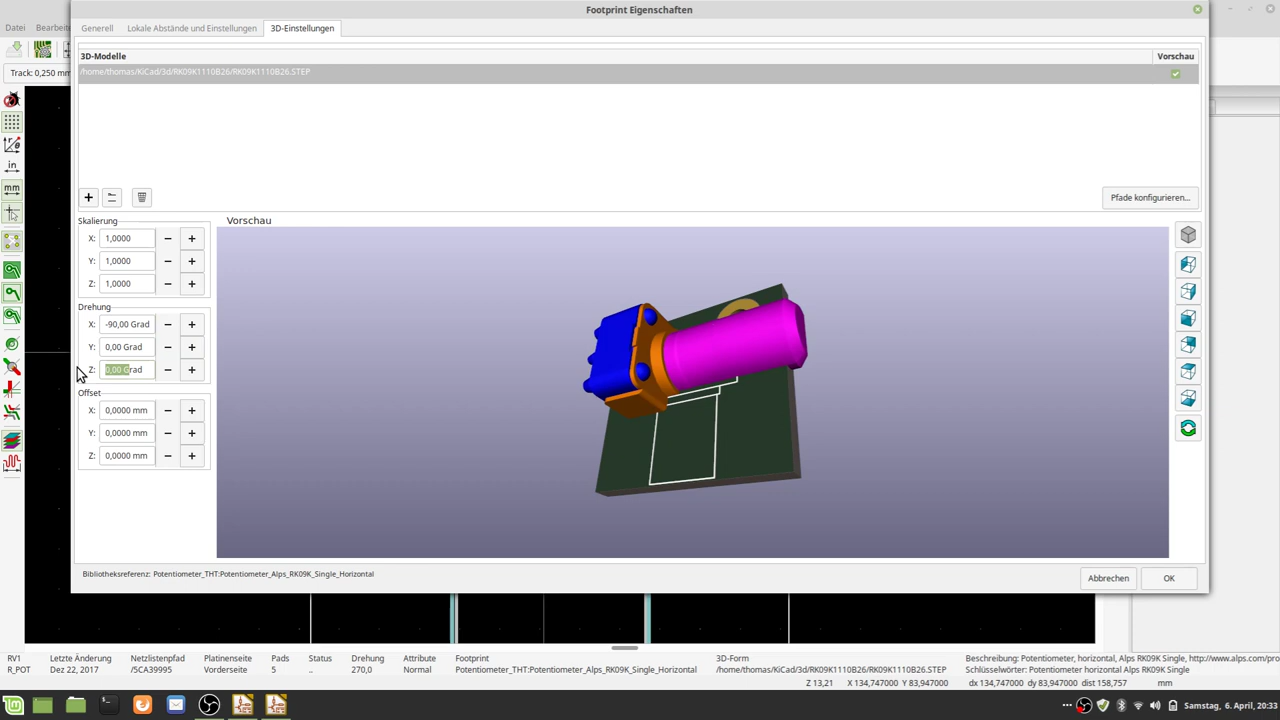 Footprint Eigenschaften
Datei Bearbeite
Generell Lokale Abstände und Einstellungen 3D-Einstellungen
3D-Modelle Vorschau
Track: 0,250 mm
/home/thomas/KiCad/3d/RK09K1110B26/RK09K1110B26.STEP
in
mm
Pfade konfigurieren...
Skalierung Vorschau
X: 1,0000
Y: 1,0000
Z: 1,0000
Drehung
X: -90,00 Grad
Y: 0,00 Grad
Z: 0,00 Grad
Offset
X: 0,0000 mm
Y: 0,0000 mm
Z: 0,0000 mm
Bibliotheksreferenz: Potentiometer_THT:Potentiometer_Alps_RK09K_Single_Horizontal
Abbrechen OK
RV1 Letzte Änderung Netzlistenpfad Platinenseite Pads Status Drehung Attribute Footprint 3D-Form Beschreibung: Potentiometer, horizontal, Alps RK09K Single, http://www.alps.com/pro
R_POT Dez 22, 2017 /5CA39995 Vorderseite 5 .. 270,0 Normal Potentiometer_THT:Potentiometer_Alps_RK09K_Single_Horizontal /home/thomas/KiCad/3d/RK09K1110B26/RK09K1110B26.STEP Schlüsselwörter: Potentiometer horizontal Alps RK09K Single
Z 13,21 X 134,747000 Y 83,947000 dx 134,747000 dy 83,947000 dist 158,757 mm
Samstag, 6. April, 20:33